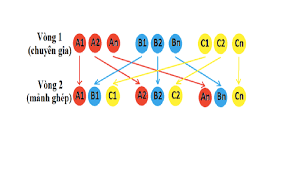 Vòng 1
(chuyên gia)
A1 A2 An B1 B2 Bn C1 C2 Cn
Vòng 2
(mảnh ghép)
A1 B1 C1 A2 B2 C2 An Bn Cn